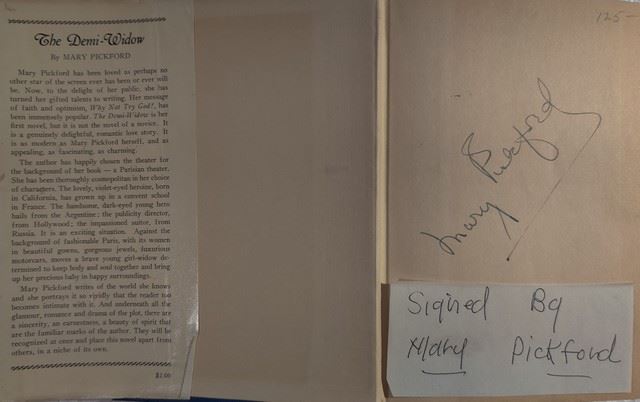 The Demi-Widow
By MARY PICKFORD
Mary Pickford has been loved as perhaps no
other star of the screen ever has been or ever will
be. Now, to the delight of her public, she has
turned her gifted talents to writing. Her message
of faith and optimism, Why Not Try God?, has
been immensely popular. The Demi-Widow is her
first novel, but it is not the novel of a novice. It
is a genuinely delightful, romantic love story. It
is as modern as Mary Pickford herself, and as
appealing, as fascinating, as charming.
The author has happily chosen the theater for
the background of her book — a Parisian theater.
She has been thoroughly cosmopolitan in her choice
of characters. The lovely, violet-eyed heroine, born
in California, has grown up in a convent school
in France. The handsome, dark-eyed young hero
hails from the Argentine; the publicity director,
from Hollywood; the impassioned suitor, from
Russia. It is an exciting situation. Against the
background of fashionable Paris, with its women
in beautiful gowns, gorgeous jewels, luxurious
motorcars, moves a brave young girl-widow de-
termined to keep body and soul together and bring
up her precious baby in happy surroundings.
Mary Pickford writes of the world she knows
and she portrays it so vividly that the reader too
becomes intimate with it. And underneath all the
glamour, romance and drama of the plot, there are
a sincerity, an earnestness, a beauty of spirit that
are the familiar marks of the author. They will be
recognized at once and place this novel apart from
others, in a niche of its own.
$2.00
125-
Mary Pickford
Signed By
Mary Pickford